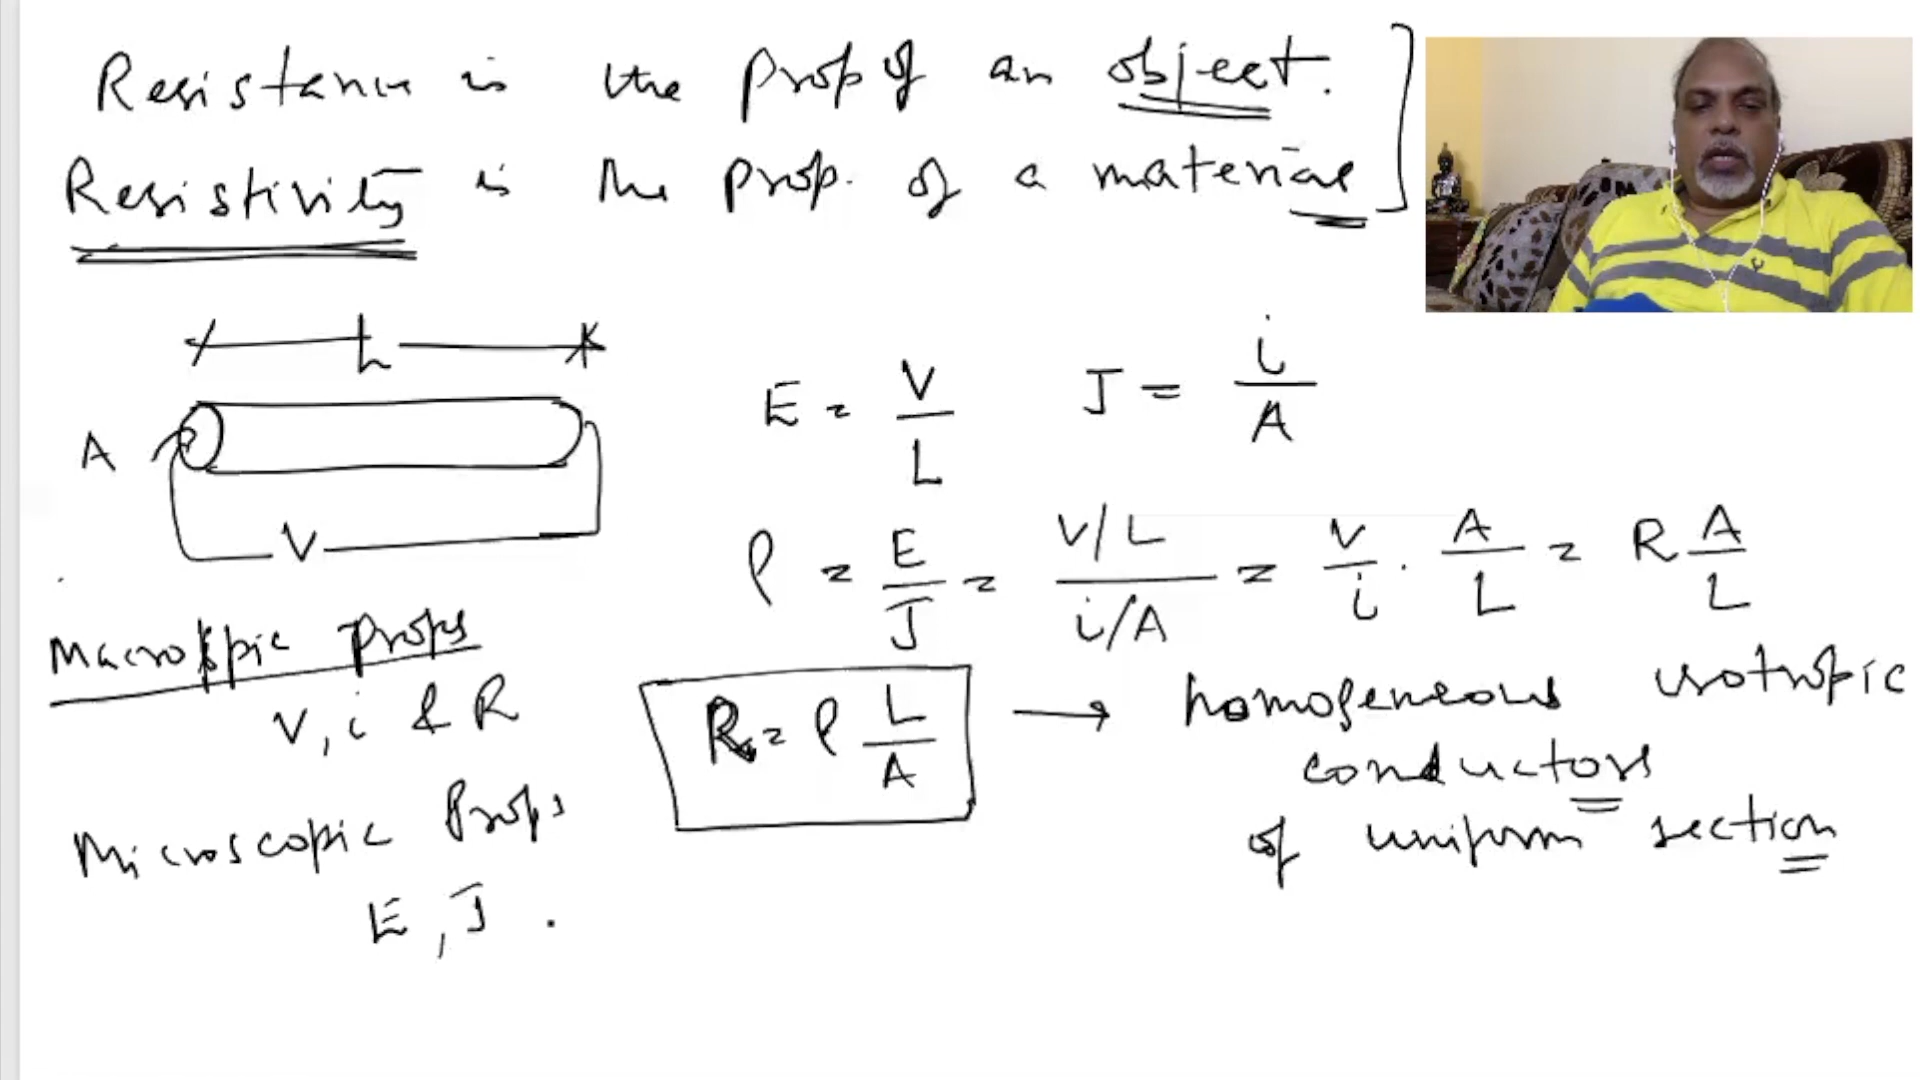 Resistance is the prop of an object.
Resistivity is the prop. of a material
L
A
V
E = V/L
J = i/A
ρ = E/J = (V/L)/(i/A) = V/i · A/L = R A/L
Macroscopic props
V, i & R
R = ρ L/A → homogeneous isotropic
conductors
of uniform section
Microscopic Props
E, J .